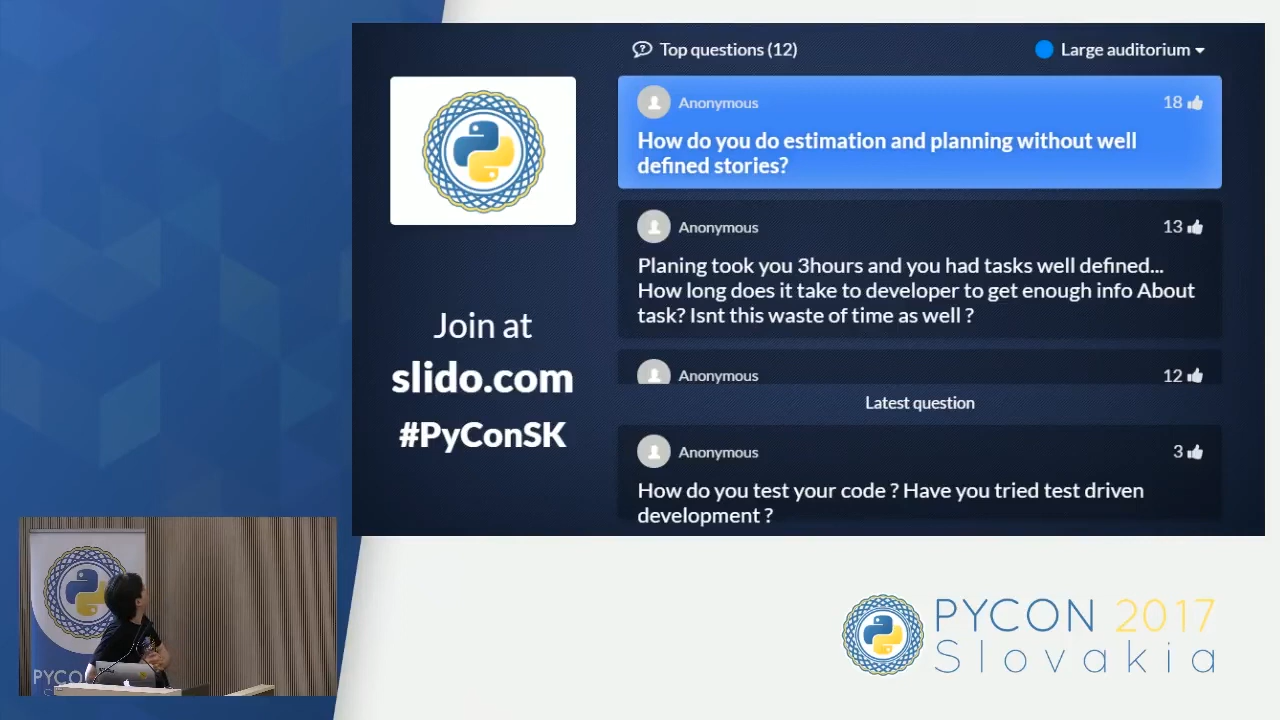 Top questions (12)
Large auditorium
Anonymous
18
How do you do estimation and planning without well
defined stories?
Anonymous
13
Planing took you 3hours and you had tasks well defined...
How long does it take to developer to get enough info About
task? Isnt this waste of time as well ?
Anonymous
12
Latest question
Anonymous
3
How do you test your code ? Have you tried test driven
development ?
Join at
slido.com
#PyConSK
PYCO
PYCON 2017
Slovakia